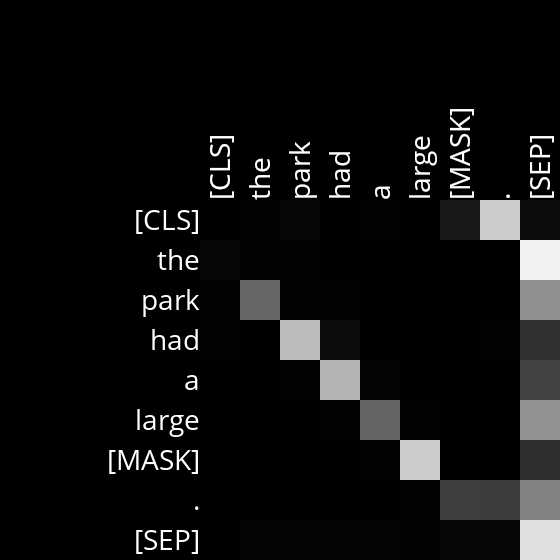 [CLS] the park had a large [MASK] . [SEP]
[CLS]
the
park
had
a
large
[MASK]
.
[SEP]